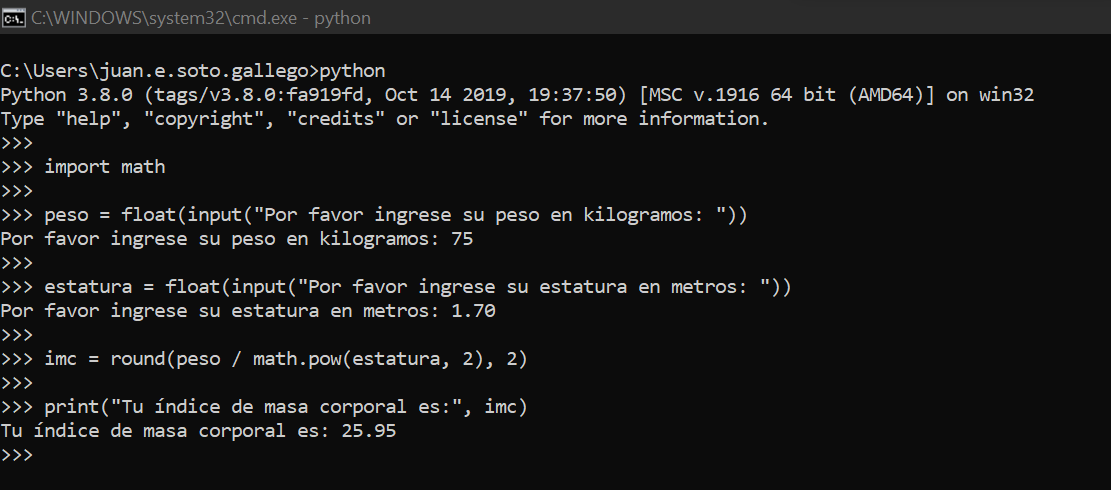 C:\WINDOWS\system32\cmd.exe - python
C:\Users\juan.e.soto.gallego>python
Python 3.8.0 (tags/v3.8.0:fa919fd, Oct 14 2019, 19:37:50) [MSC v.1916 64 bit (AMD64)] on win32
Type "help", "copyright", "credits" or "license" for more information.
>>>
>>> import math
>>>
>>> peso = float(input("Por favor ingrese su peso en kilogramos: "))
Por favor ingrese su peso en kilogramos: 75
>>>
>>> estatura = float(input("Por favor ingrese su estatura en metros: "))
Por favor ingrese su estatura en metros: 1.70
>>>
>>> imc = round(peso / math.pow(estatura, 2), 2)
>>>
>>> print("Tu índice de masa corporal es:", imc)
Tu índice de masa corporal es: 25.95
>>>